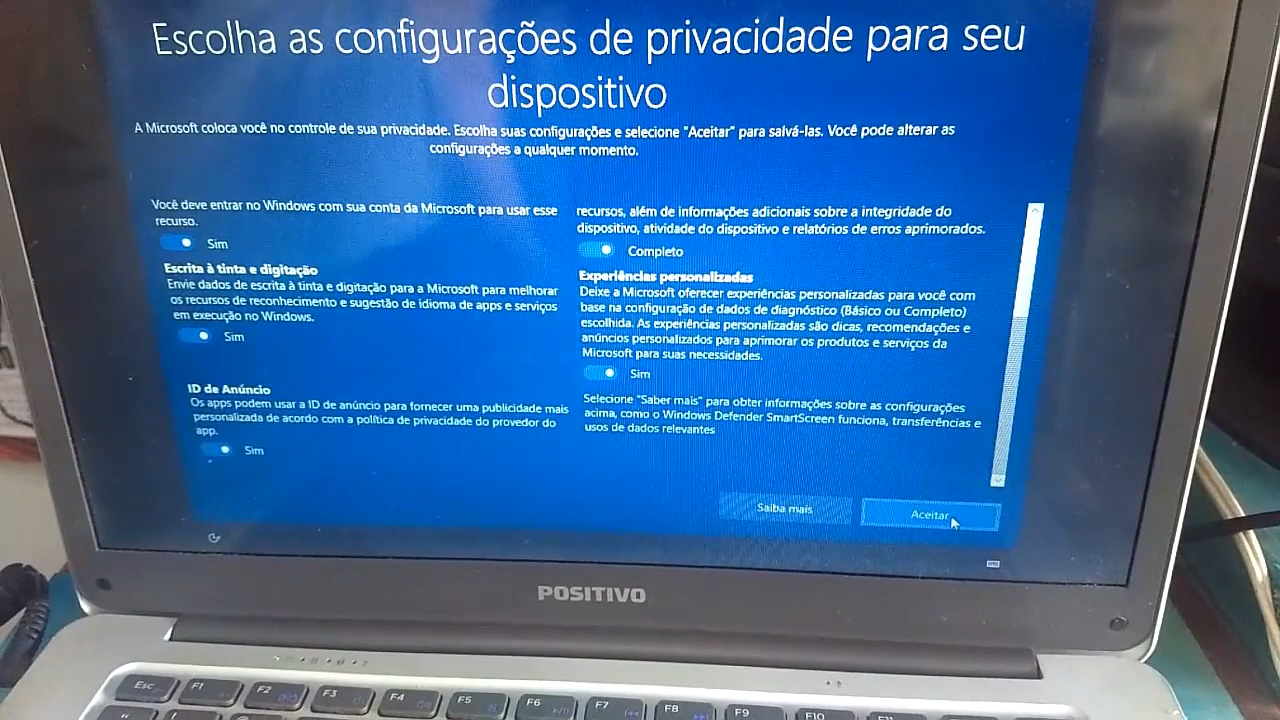 Escolha as configurações de privacidade para seu
dispositivo
A Microsoft coloca você no controle de sua privacidade. Escolha suas configurações e selecione "Aceitar" para salvá-las. Você pode alterar as
configurações a qualquer momento.
Você deve entrar no Windows com sua conta da Microsoft para usar esse
recurso.
Sim
Escrita à tinta e digitação
Envie dados de escrita à tinta e digitação para a Microsoft para melhorar
os recursos de reconhecimento e sugestão de idioma de apps e serviços
em execução no Windows.
Sim
ID de Anúncio
Os apps podem usar a ID de anúncio para fornecer uma publicidade mais
personalizada de acordo com a política de privacidade do provedor do
app.
Sim
recursos, além de informações adicionais sobre a integridade do
dispositivo, atividade do dispositivo e relatórios de erros aprimorados.
Completo
Experiências personalizadas
Deixe a Microsoft oferecer experiências personalizadas para você com
base na configuração de dados de diagnóstico (Básico ou Completo)
escolhida. As experiências personalizadas são dicas, recomendações e
anúncios personalizados para aprimorar os produtos e serviços da
Microsoft para suas necessidades.
Sim
Selecione "Saber mais" para obter informações sobre as configurações
acima, como o Windows Defender SmartScreen funciona, transferências e
usos de dados relevantes
Saiba mais
Aceitar
POSITIVO
Esc
F1
F2
F3
F4
F5
F6
F7
F8
F9
F10
F11